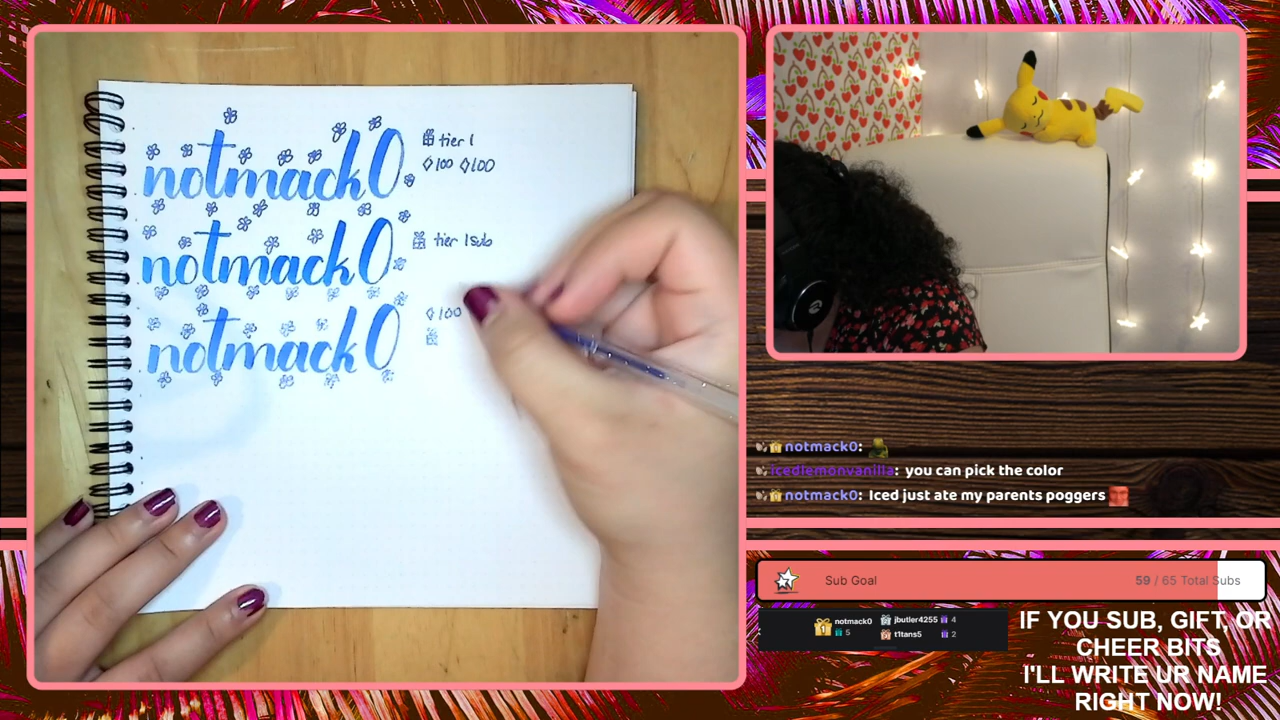 notmack0
tier 1
◊100 ◊100
notmack0
tier 1 sub
notmack0
◊100
notmack0:
icedlemonvanilla: you can pick the color
notmack0: Iced just ate my parents poggers
Sub Goal
59 / 65 Total Subs
1 notmack0
5
jbutler4255 4
t1tans5 2
IF YOU SUB, GIFT, OR
CHEER BITS
I'LL WRITE UR NAME
RIGHT NOW!